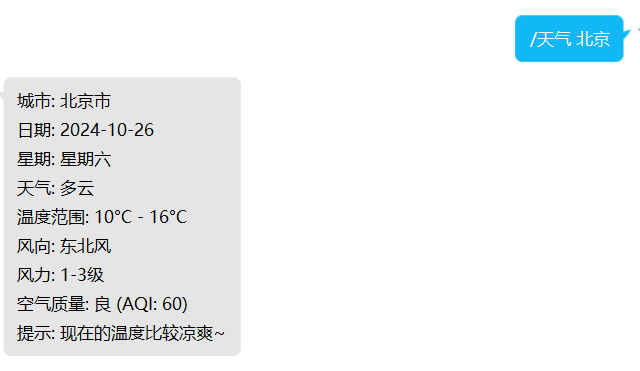 /天气 北京
城市: 北京市
日期: 2024-10-26
星期: 星期六
天气: 多云
温度范围: 10°C - 16°C
风向: 东北风
风力: 1-3级
空气质量: 良 (AQI: 60)
提示: 现在的温度比较凉爽~